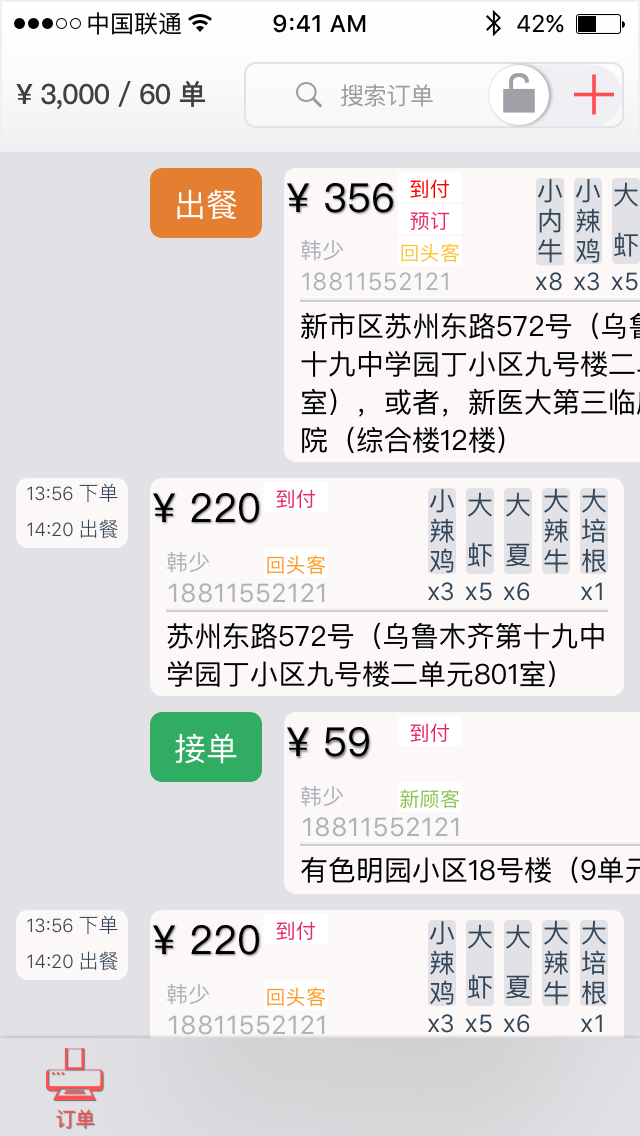 中国联通 9:41 AM 42%
¥ 3,000 / 60 单 搜索订单
出餐
¥ 356 到付
预订
韩少 回头客
18811552121
小内牛 小辣鸡 大虾
x8 x3 x5
新市区苏州东路572号（乌鲁
十九中学园丁小区九号楼二
室），或者，新医大第三临
院（综合楼12楼）
13:56 下单
14:20 出餐
¥ 220 到付
韩少 回头客
18811552121
小辣鸡 大虾 大夏 大辣牛 大培根
x3 x5 x6 x1
苏州东路572号（乌鲁木齐第十九中
学园丁小区九号楼二单元801室）
接单
¥ 59 到付
韩少 新顾客
18811552121
有色明园小区18号楼（9单元
13:56 下单
14:20 出餐
¥ 220 到付
韩少 回头客
18811552121
小辣鸡 大虾 大夏 大辣牛 大培根
x3 x5 x6 x1
订单